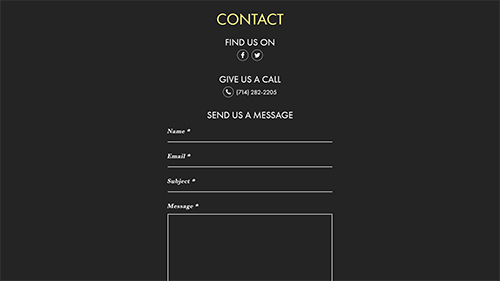 CONTACT
FIND US ON
GIVE US A CALL
(714) 282-2205
SEND US A MESSAGE
Name *
Email *
Subject *
Message *